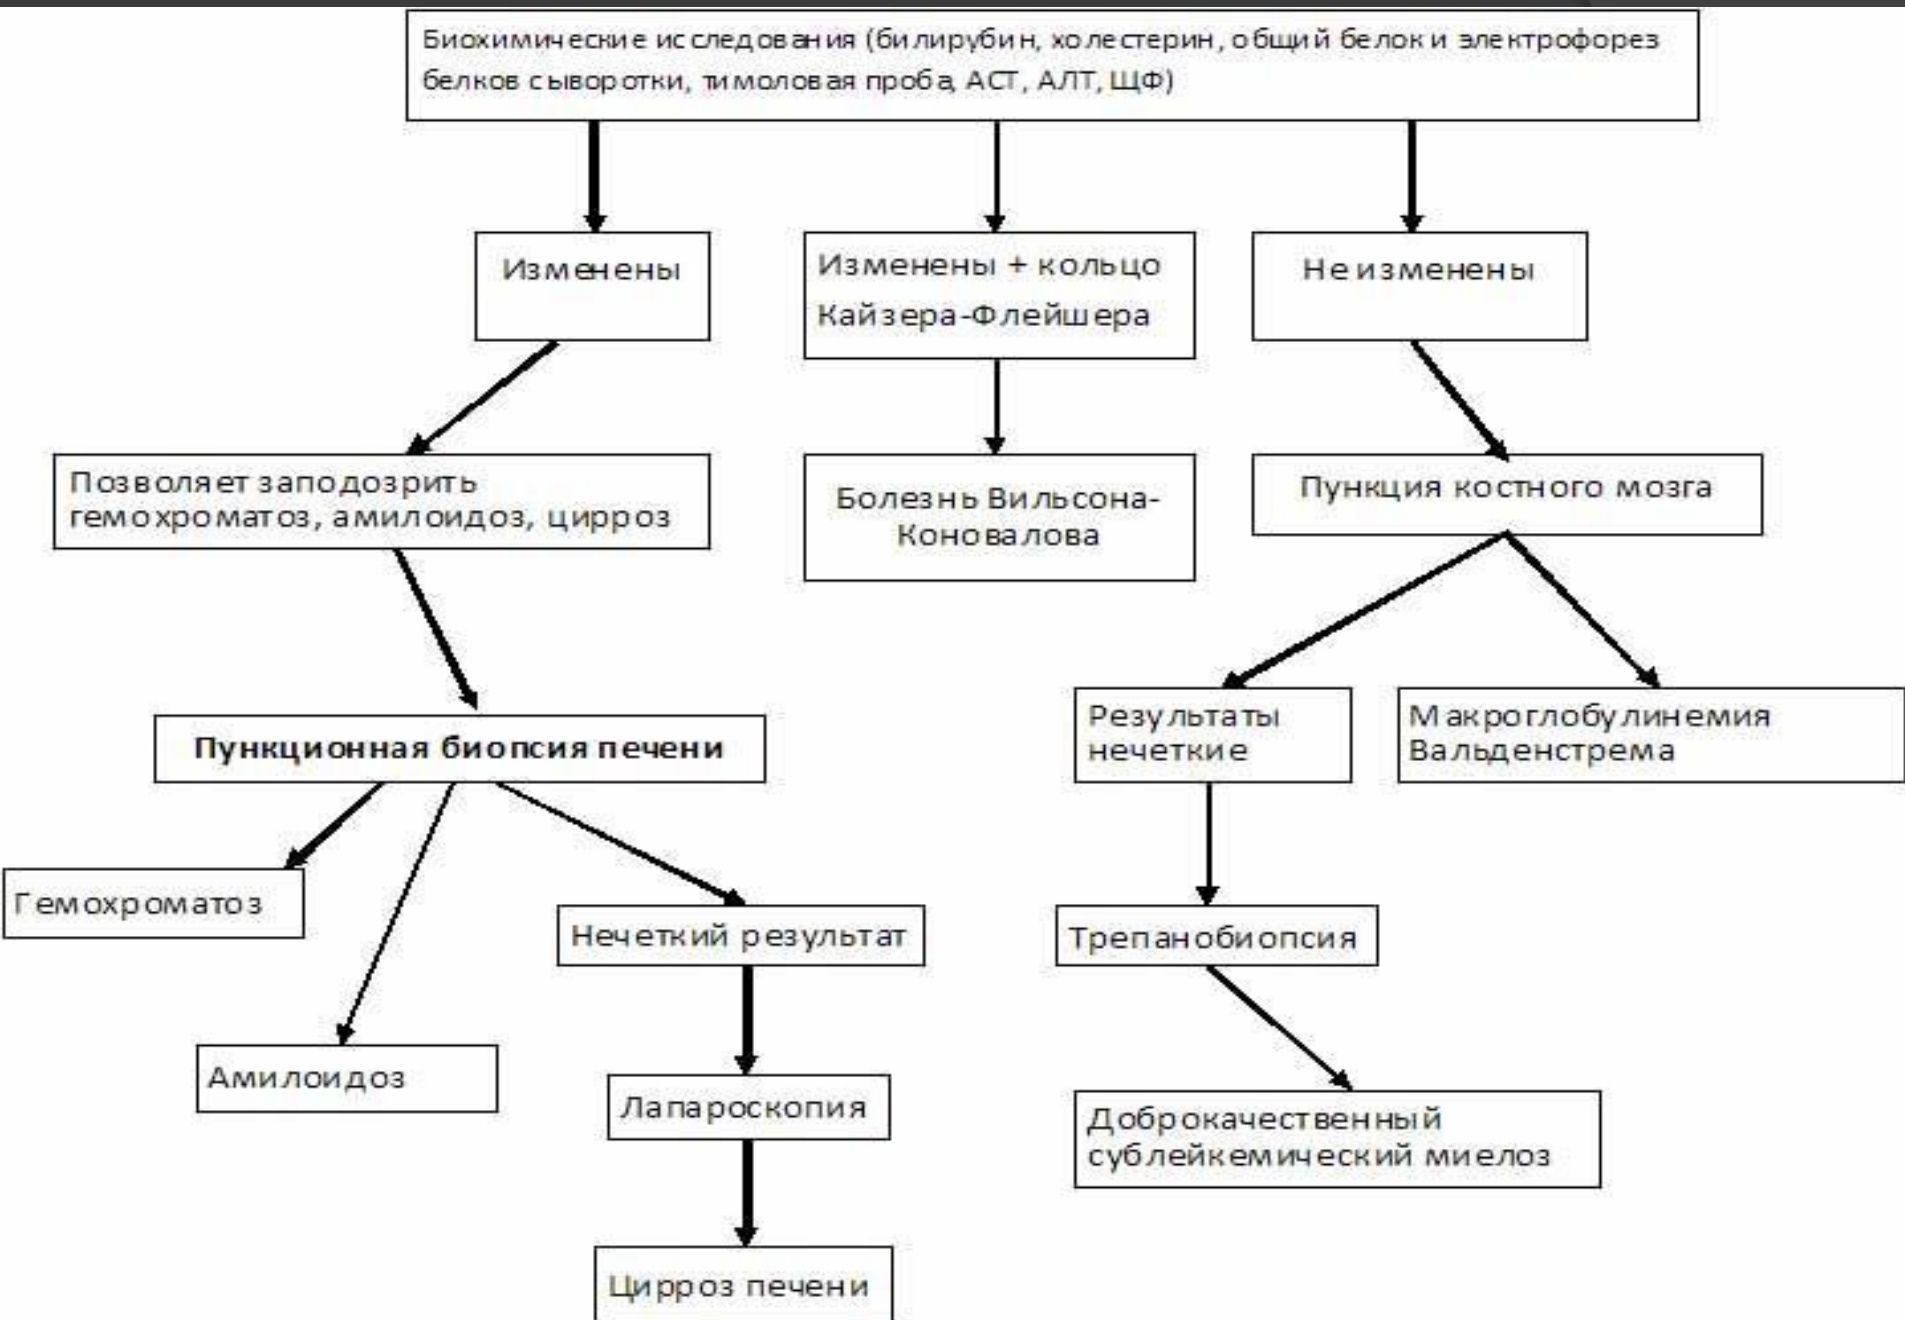 Биохимические исследования (билирубин, холестерин, общий белок и электрофорез
белков сыворотки, тимоловая проба, АСТ, АЛТ, ЩФ)
Изменены
Изменены + кольцо
Кайзера-Флейшера
Не изменены
Позволяет заподозрить
гемохроматоз, амилоидоз, цирроз
Болезнь Вильсона-
Коновалова
Пункция костного мозга
Пункционная биопсия печени
Результаты
нечеткие
Макроглобулинемия
Вальденстрема
Гемохроматоз
Нечеткий результат
Трепанобиопсия
Амилоидоз
Лапароскопия
Доброкачественный
сублейкемический миелоз
Цирроз печени